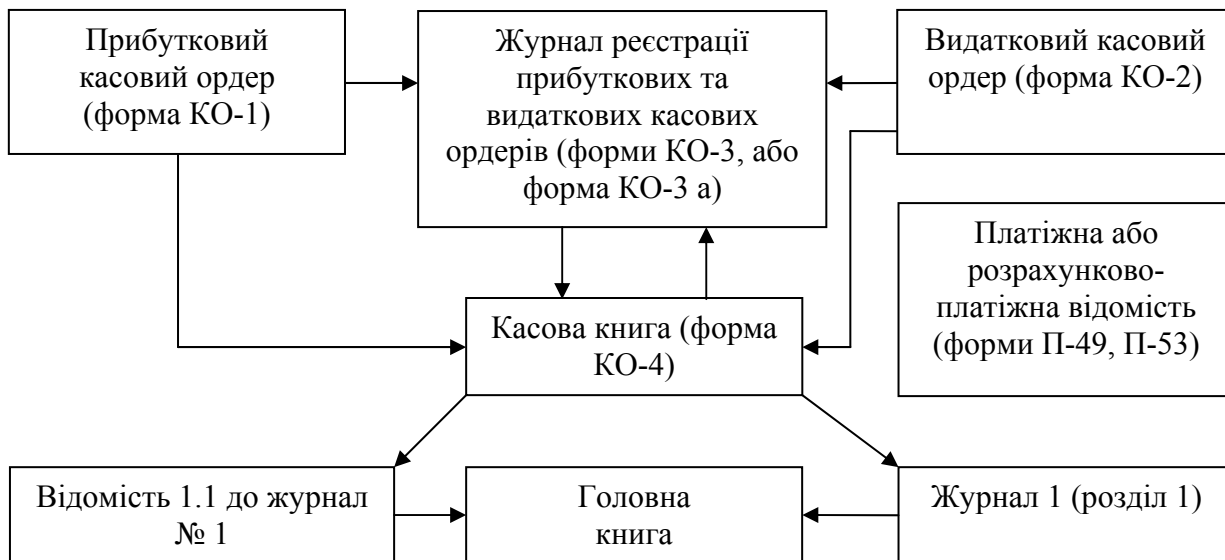 Прибутковий
касовий ордер
(форма КО-1)
Журнал реєстрації
прибуткових та
видаткових касових
ордерів (форми КО-3, або
форма КО-3 а)
Видатковий касовий
ордер (форма КО-2)
Платіжна або
розрахунково-
платіжна відомість
(форми П-49, П-53)
Касова книга (форма
КО-4)
Відомість 1.1 до журнал
№ 1
Головна
книга
Журнал 1 (розділ 1)